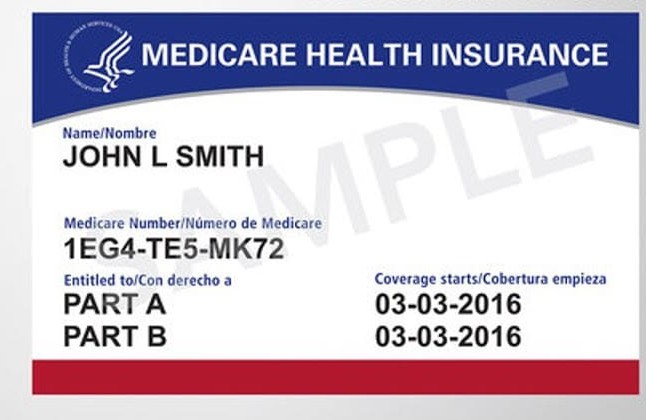 MEDICARE HEALTH INSURANCE
Name/Nombre
JOHN L SMITH
Medicare Number/Número de Medicare
1EG4-TE5-MK72
Entitled to/Con derecho a
Coverage starts/Cobertura empieza
PART A 03-03-2016
PART B 03-03-2016
SAMPLE